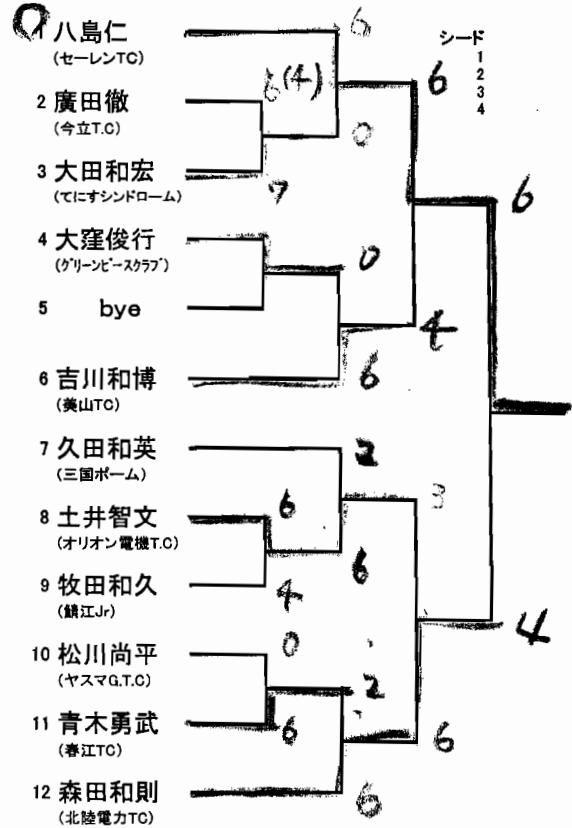 1 八島仁 6
(セーレンTC)
シード
1
2
3
4
6(4) 6
2 廣田徹
(今立T.C) 0
3 大田和宏 7
(てにすシンドローム) 6
4 大窪俊行 0
(グリーンピースクラブ)
5 bye 4
6 吉川和博 6
(美山TC)
7 久田和英 2
(三国ポーム) 3
8 土井智文 6
(オリオン電機T.C) 6
9 牧田和久 4
(鯖江Jr)
10 松川尚平 0 4
(ヤスマG.T.C) 2
11 青木勇武 6
(春江TC) 6
12 森田和則 6
(北陸電力TC)